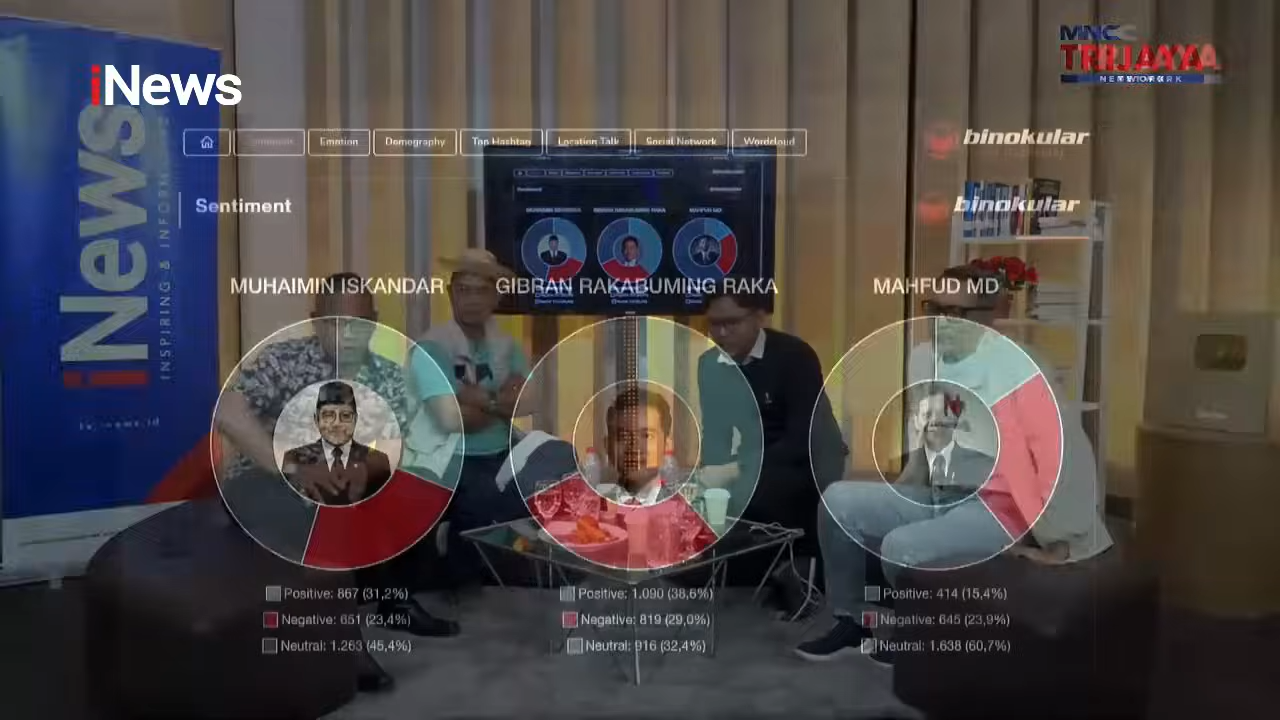 iNews
MNC
TRIJAYA
NETWORK
Emotion
Demography
Top Hashtag
Location Talk
Social Network
Wordcloud
binokular
Sentiment
binokular
iNews
INSPIRING & INFORM
MUHAIMIN ISKANDAR
GIBRAN RAKABUMING RAKA
MAHFUD MD
Positive: 867 (31,2%)
Negative: 651 (23,4%)
Neutral: 1.263 (45,4%)
Positive: 1.090 (38,6%)
Negative: 819 (29,0%)
Neutral: 916 (32,4%)
Positive: 414 (15,4%)
Negative: 645 (23,9%)
Neutral: 1.638 (60,7%)